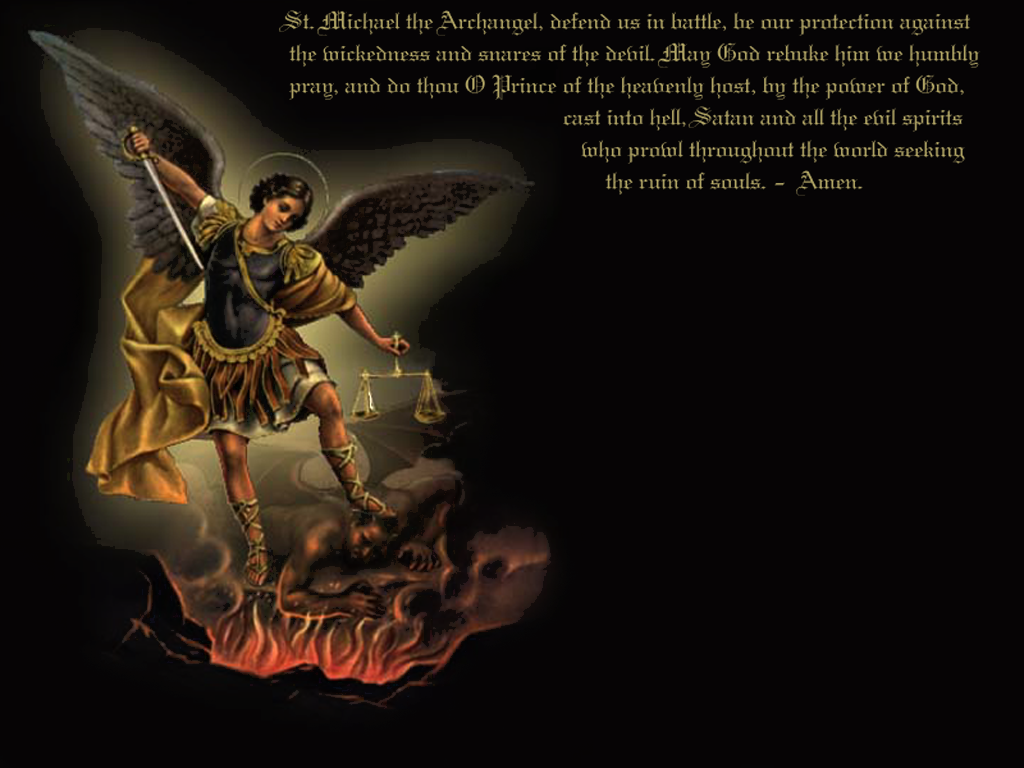 St. Michael the Archangel, defend us in battle, be our protection against
the wickedness and snares of the devil. May God rebuke him we humbly
pray, and do thou O Prince of the heavenly host, by the power of God,
cast into hell, Satan and all the evil spirits
who prowl throughout the world seeking
the ruin of souls. - Amen.